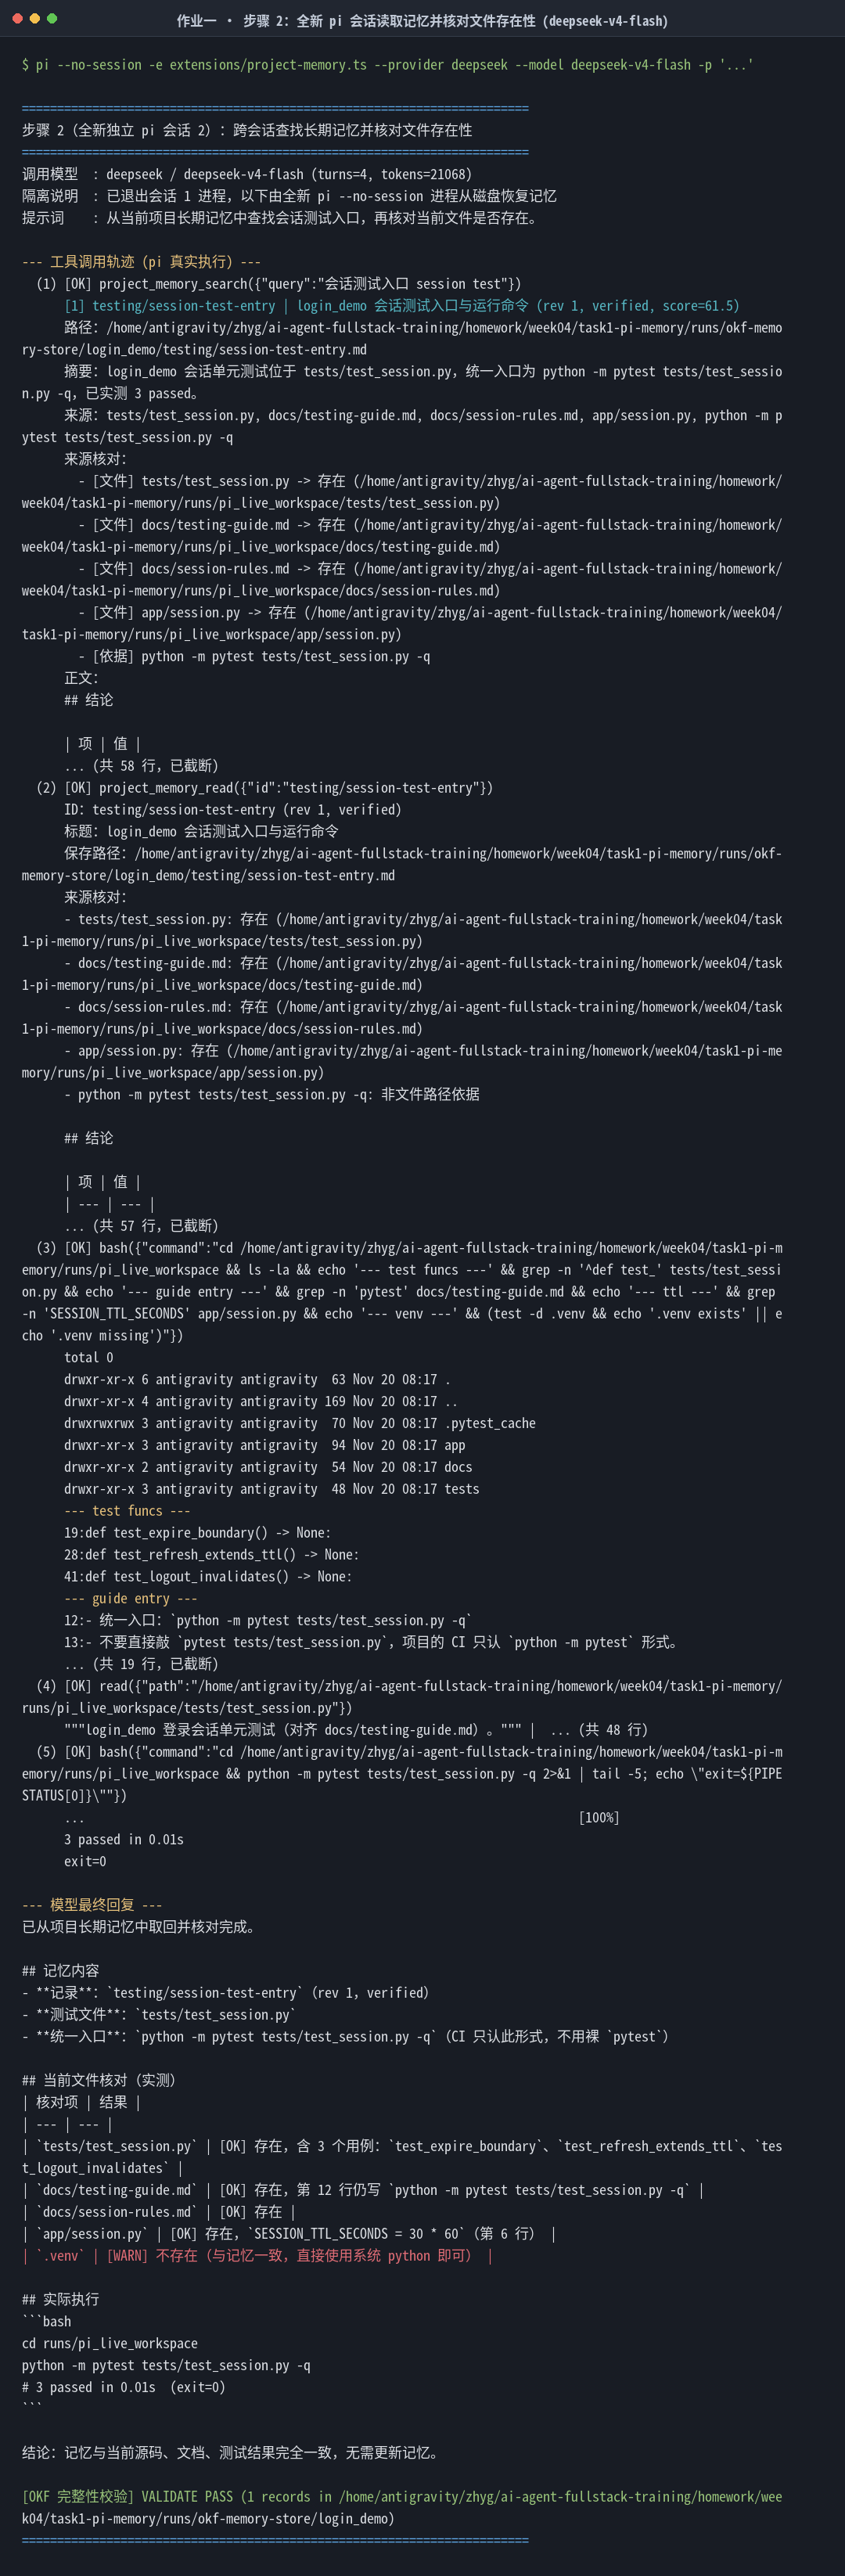 作业一 · 步骤 2：全新 pi 会话读取记忆并核对文件存在性 (deepseek-v4-flash)
$ pi --no-session -e extensions/project-memory.ts --provider deepseek --model deepseek-v4-flash -p '...'
========================================================================
步骤 2（全新独立 pi 会话 2）：跨会话查找长期记忆并核对文件存在性
========================================================================
调用模型  : deepseek / deepseek-v4-flash (turns=4, tokens=21068)
隔离说明  : 已退出会话 1 进程，以下由全新 pi --no-session 进程从磁盘恢复记忆
提示词    : 从当前项目长期记忆中查找会话测试入口，再核对当前文件是否存在。
--- 工具调用轨迹（pi 真实执行）---
(1) [OK] project_memory_search({"query":"会话测试入口 session test"})
[1] testing/session-test-entry | login_demo 会话测试入口与运行命令 (rev 1, verified, score=61.5)
路径：/home/antigravity/zhyg/ai-agent-fullstack-training/homework/week04/task1-pi-memory/runs/okf-memo
ry-store/login_demo/testing/session-test-entry.md
摘要：login_demo 会话单元测试位于 tests/test_session.py，统一入口为 python -m pytest tests/test_sessio
n.py -q，已实测 3 passed。
来源：tests/test_session.py, docs/testing-guide.md, docs/session-rules.md, app/session.py, python -m p
ytest tests/test_session.py -q
来源核对：
- [文件] tests/test_session.py -> 存在 (/home/antigravity/zhyg/ai-agent-fullstack-training/homework/
week04/task1-pi-memory/runs/pi_live_workspace/tests/test_session.py)
- [文件] docs/testing-guide.md -> 存在 (/home/antigravity/zhyg/ai-agent-fullstack-training/homework/
week04/task1-pi-memory/runs/pi_live_workspace/docs/testing-guide.md)
- [文件] docs/session-rules.md -> 存在 (/home/antigravity/zhyg/ai-agent-fullstack-training/homework/
week04/task1-pi-memory/runs/pi_live_workspace/docs/session-rules.md)
- [文件] app/session.py -> 存在 (/home/antigravity/zhyg/ai-agent-fullstack-training/homework/week04/
task1-pi-memory/runs/pi_live_workspace/app/session.py)
- [依据] python -m pytest tests/test_session.py -q
正文：
## 结论
| 项 | 值 |
... (共 58 行，已截断)
(2) [OK] project_memory_read({"id":"testing/session-test-entry"})
ID: testing/session-test-entry (rev 1, verified)
标题：login_demo 会话测试入口与运行命令
保存路径：/home/antigravity/zhyg/ai-agent-fullstack-training/homework/week04/task1-pi-memory/runs/okf-
memory-store/login_demo/testing/session-test-entry.md
来源核对：
- tests/test_session.py: 存在 (/home/antigravity/zhyg/ai-agent-fullstack-training/homework/week04/task
1-pi-memory/runs/pi_live_workspace/tests/test_session.py)
- docs/testing-guide.md: 存在 (/home/antigravity/zhyg/ai-agent-fullstack-training/homework/week04/task
1-pi-memory/runs/pi_live_workspace/docs/testing-guide.md)
- docs/session-rules.md: 存在 (/home/antigravity/zhyg/ai-agent-fullstack-training/homework/week04/task
1-pi-memory/runs/pi_live_workspace/docs/session-rules.md)
- app/session.py: 存在 (/home/antigravity/zhyg/ai-agent-fullstack-training/homework/week04/task1-pi-me
mory/runs/pi_live_workspace/app/session.py)
- python -m pytest tests/test_session.py -q: 非文件路径依据
## 结论
| 项 | 值 |
| --- | --- |
... (共 57 行，已截断)
(3) [OK] bash({"command":"cd /home/antigravity/zhyg/ai-agent-fullstack-training/homework/week04/task1-pi-m
emory/runs/pi_live_workspace && ls -la && echo '--- test funcs ---' && grep -n '^def test_' tests/test_sessi
on.py && echo '--- guide entry ---' && grep -n 'pytest' docs/testing-guide.md && echo '--- ttl ---' && grep
-n 'SESSION_TTL_SECONDS' app/session.py && echo '--- venv ---' && (test -d .venv && echo '.venv exists' || e
cho '.venv missing')"})
total 0
drwxr-xr-x 6 antigravity antigravity  63 Nov 20 08:17 .
drwxr-xr-x 4 antigravity antigravity 169 Nov 20 08:17 ..
drwxrwxrwx 3 antigravity antigravity  70 Nov 20 08:17 .pytest_cache
drwxr-xr-x 3 antigravity antigravity  94 Nov 20 08:17 app
drwxr-xr-x 2 antigravity antigravity  54 Nov 20 08:17 docs
drwxr-xr-x 3 antigravity antigravity  48 Nov 20 08:17 tests
--- test funcs ---
19:def test_expire_boundary() -> None:
28:def test_refresh_extends_ttl() -> None:
41:def test_logout_invalidates() -> None:
--- guide entry ---
12:- 统一入口：`python -m pytest tests/test_session.py -q`
13:- 不要直接敲 `pytest tests/test_session.py`，项目的 CI 只认 `python -m pytest` 形式。
... (共 19 行，已截断)
(4) [OK] read({"path":"/home/antigravity/zhyg/ai-agent-fullstack-training/homework/week04/task1-pi-memory/
runs/pi_live_workspace/tests/test_session.py"})
"""login_demo 登录会话单元测试（对齐 docs/testing-guide.md）。""" |  ... (共 48 行)
(5) [OK] bash({"command":"cd /home/antigravity/zhyg/ai-agent-fullstack-training/homework/week04/task1-pi-m
emory/runs/pi_live_workspace && python -m pytest tests/test_session.py -q 2>&1 | tail -5; echo \"exit=${PIPE
STATUS[0]}\""})
...                                                                      [100%]
3 passed in 0.01s
exit=0
--- 模型最终回复 ---
已从项目长期记忆中取回并核对完成。
## 记忆内容
- **记录**：`testing/session-test-entry`（rev 1, verified）
- **测试文件**：`tests/test_session.py`
- **统一入口**：`python -m pytest tests/test_session.py -q`（CI 只认此形式，不用裸 `pytest`）
## 当前文件核对（实测）
| 核对项 | 结果 |
| --- | --- |
| `tests/test_session.py` | [OK] 存在，含 3 个用例：`test_expire_boundary`、`test_refresh_extends_ttl`、`tes
t_logout_invalidates` |
| `docs/testing-guide.md` | [OK] 存在，第 12 行仍写 `python -m pytest tests/test_session.py -q` |
| `docs/session-rules.md` | [OK] 存在 |
| `app/session.py` | [OK] 存在，`SESSION_TTL_SECONDS = 30 * 60`（第 6 行） |
| `.venv` | [WARN] 不存在（与记忆一致，直接使用系统 python 即可） |
## 实际执行
```bash
cd runs/pi_live_workspace
python -m pytest tests/test_session.py -q
# 3 passed in 0.01s （exit=0）
```
结论：记忆与当前源码、文档、测试结果完全一致，无需更新记忆。
[OKF 完整性校验] VALIDATE PASS (1 records in /home/antigravity/zhyg/ai-agent-fullstack-training/homework/wee
k04/task1-pi-memory/runs/okf-memory-store/login_demo)
========================================================================